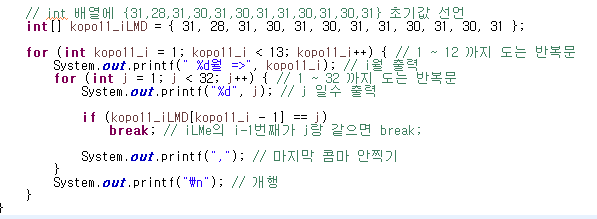 // int 배열에 {31,28,31,30,31,30,31,31,30,31,30,31} 초기값 선언
int[] kopo11_iLMD = { 31, 28, 31, 30, 31, 30, 31, 31, 30, 31, 30, 31 };
for (int kopo11_i = 1; kopo11_i < 13; kopo11_i++) { // 1 ~ 12 까지 도는 반복문
System.out.printf(" %d월 =>", kopo11_i); // i월 출력
for (int j = 1; j < 32; j++) { // 1 ~ 32 까지 도는 반복문
System.out.printf("%d", j); // j 일수 출력
if (kopo11_iLMD[kopo11_i - 1] == j)
break; // iLMe의 i-1번째가 j랑 같으면 break;
System.out.printf(","); // 마지막 콤마 안찍기
}
System.out.printf("\n"); // 개행
}
}